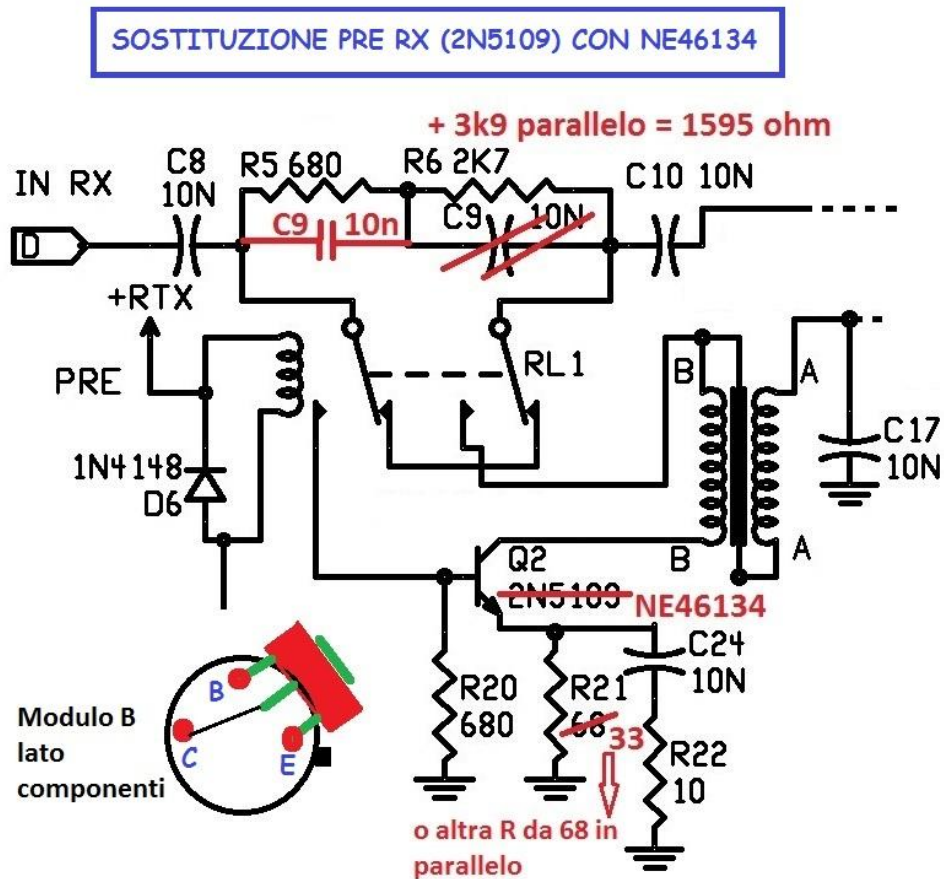 SOSTITUZIONE PRE RX (2N5109) CON NE46134
+ 3k9 parallelo = 1595 ohm
C8
10N
R5 680
R6 2K7
C10 10N
IN RX
D
C9 10n
C9 10N
+RTX
PRE
RL1
B
A
1N4148
D6
C17
10N
B
A
Q2
2N5109
NE46134
C24
10N
R20
680
R21
68
33
R22
10
Modulo B
lato
componenti
B
C
E
o altra R da 68 in
parallelo